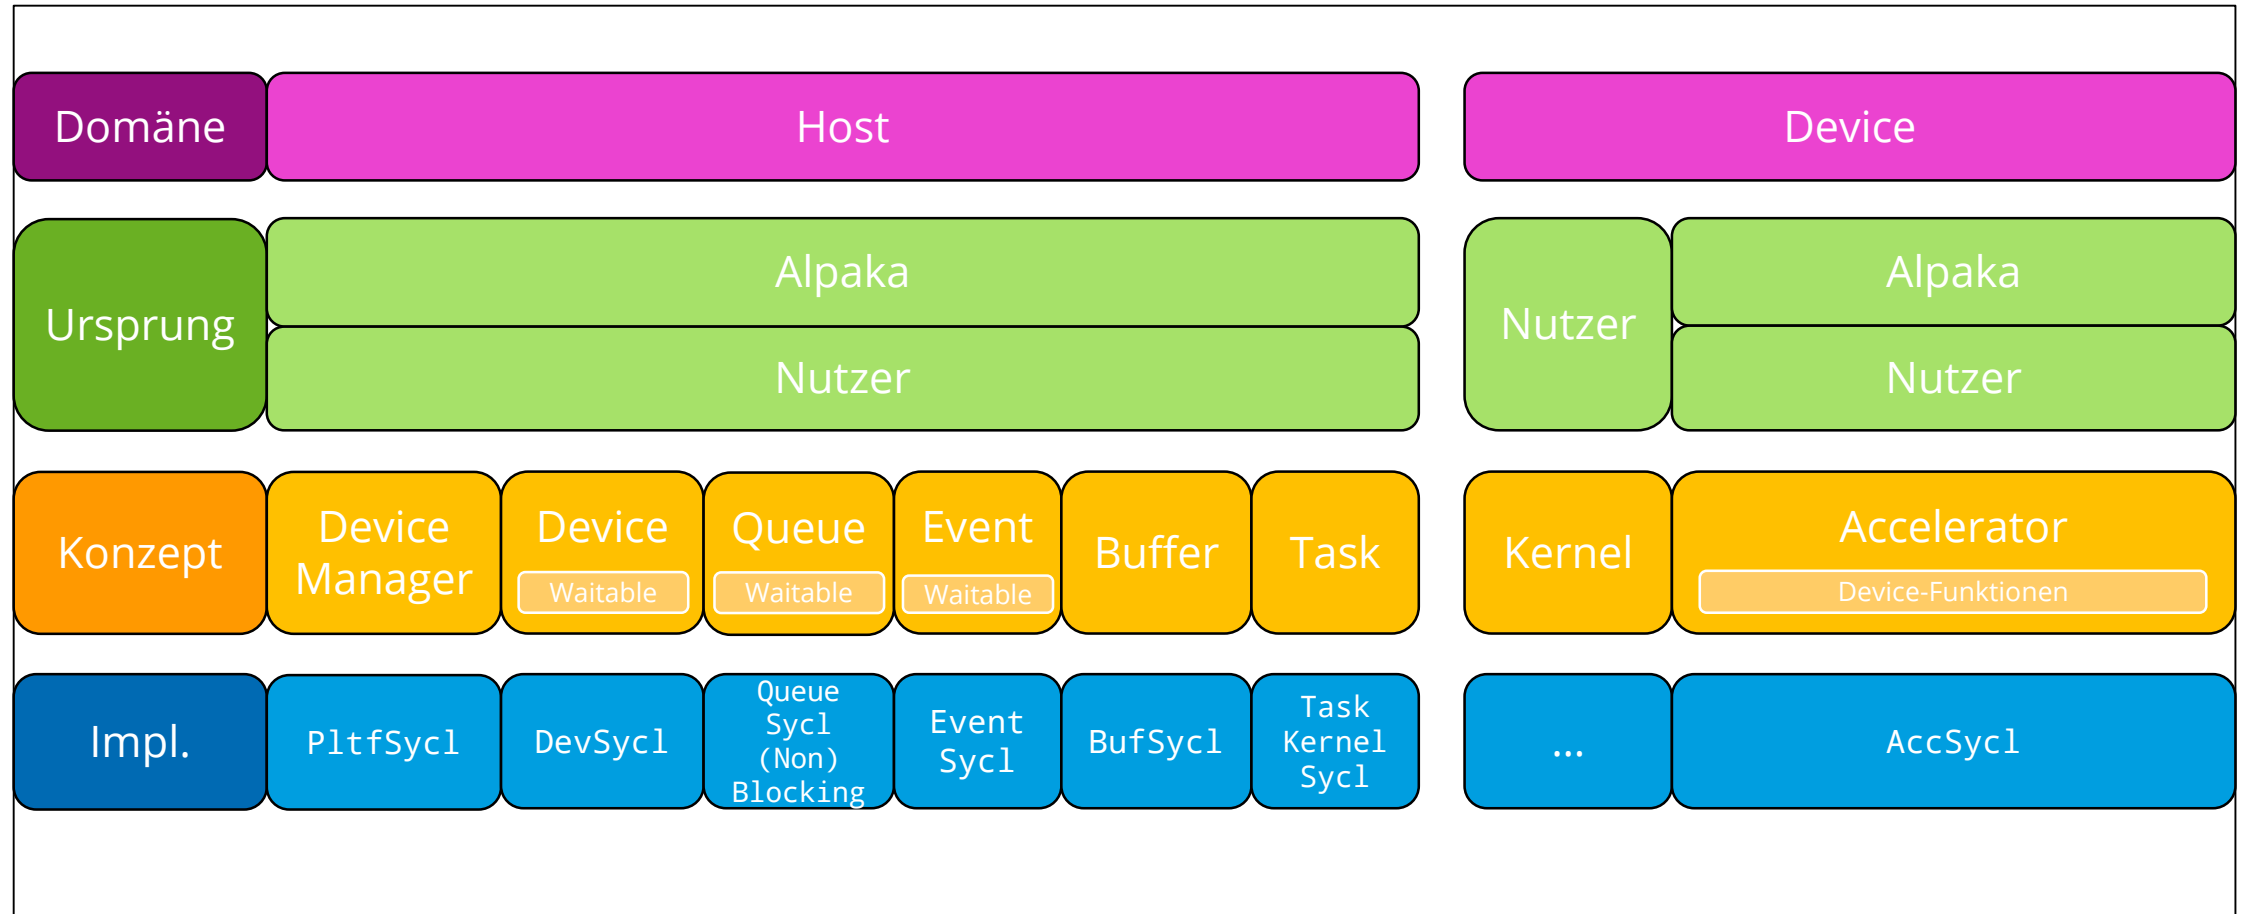 Domäne
Host
Device
Ursprung
Alpaka
Nutzer
Nutzer
Alpaka
Nutzer
Konzept
Device
Manager
Device
Waitable
Queue
Waitable
Event
Waitable
Buffer
Task
Kernel
Accelerator
Device-Funktionen
Impl.
PltfSycl
DevSycl
Queue
Sycl
(Non)
Blocking
Event
Sycl
BufSycl
Task
Kernel
Sycl
...
AccSycl